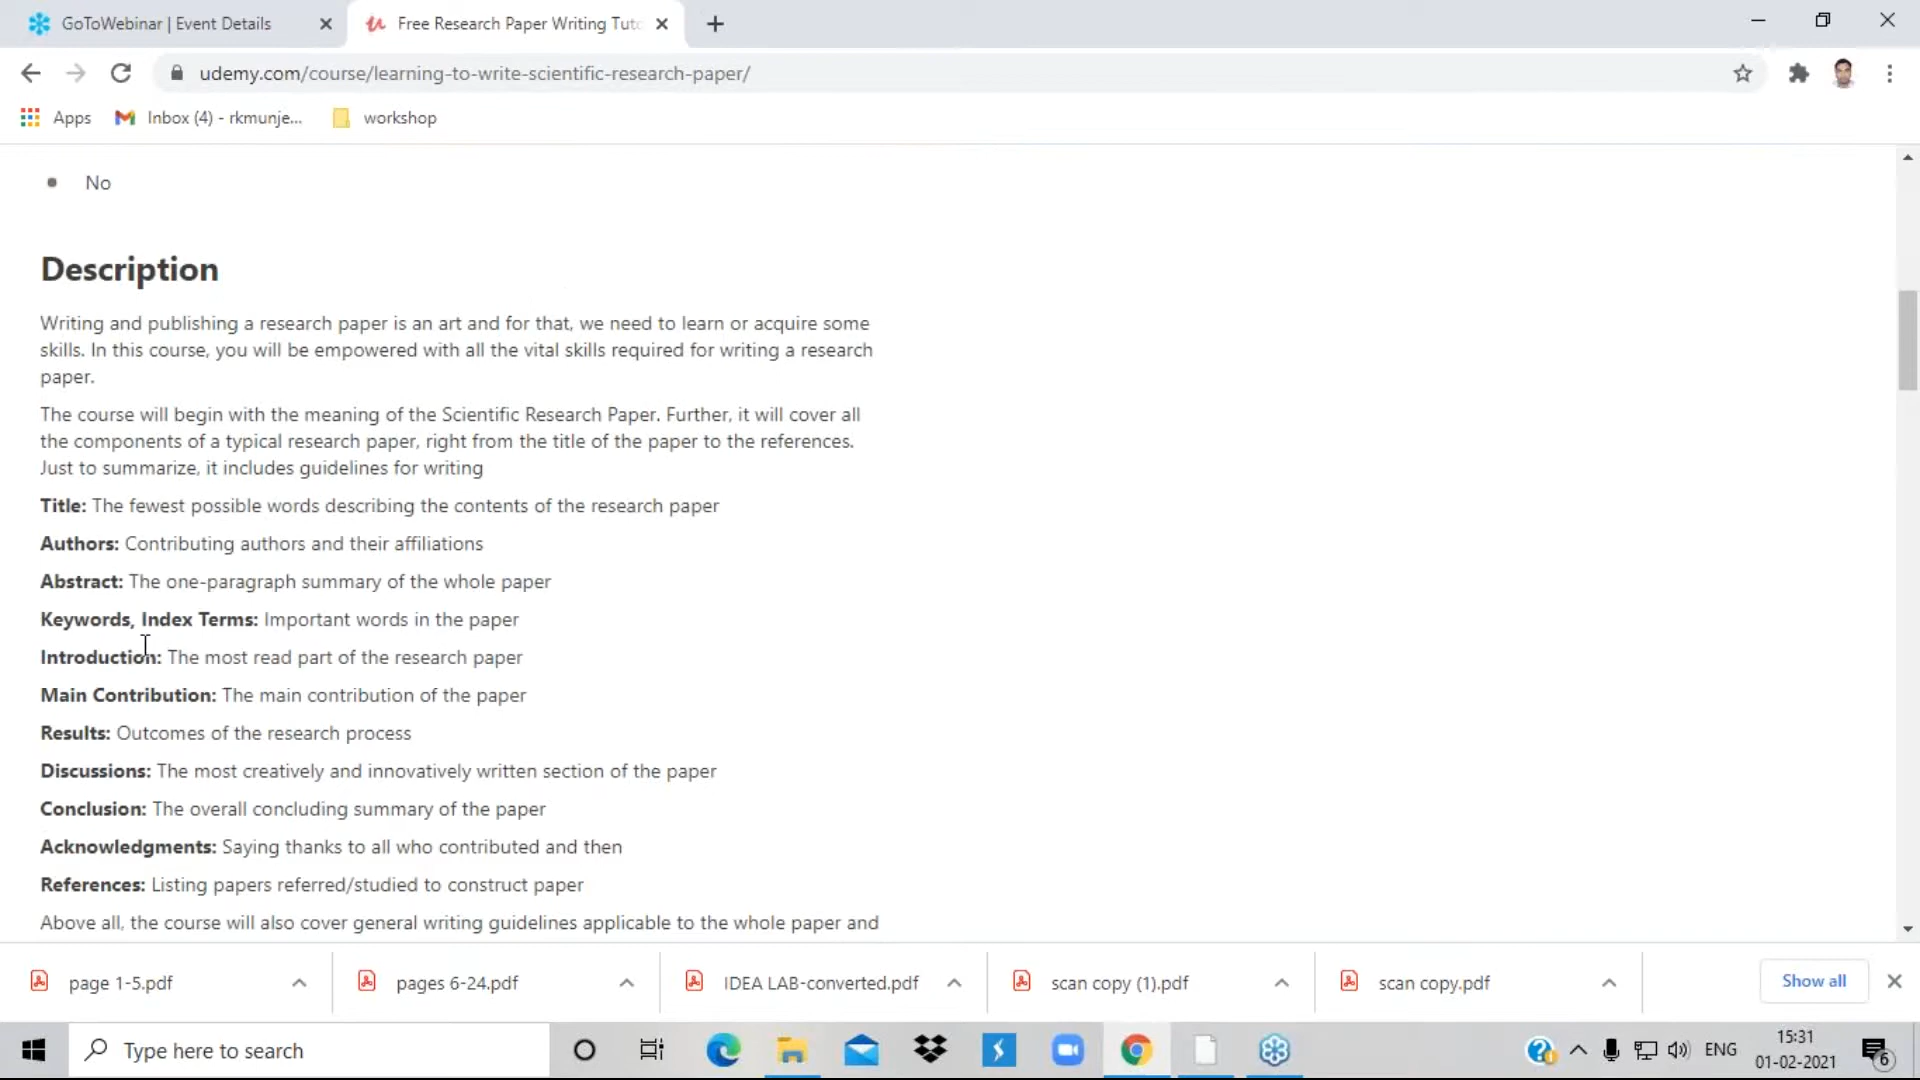 GoToWebinar | Event Details
Free Research Paper Writing Tuto
udemy.com/course/learning-to-write-scientific-research-paper/
Apps
Inbox (4) - rkmunje...
workshop
No
Description
Writing and publishing a research paper is an art and for that, we need to learn or acquire some
skills. In this course, you will be empowered with all the vital skills required for writing a research
paper.
The course will begin with the meaning of the Scientific Research Paper. Further, it will cover all
the components of a typical research paper, right from the title of the paper to the references.
Just to summarize, it includes guidelines for writing
Title: The fewest possible words describing the contents of the research paper
Authors: Contributing authors and their affiliations
Abstract: The one-paragraph summary of the whole paper
Keywords, Index Terms: Important words in the paper
Introduction: The most read part of the research paper
Main Contribution: The main contribution of the paper
Results: Outcomes of the research process
Discussions: The most creatively and innovatively written section of the paper
Conclusion: The overall concluding summary of the paper
Acknowledgments: Saying thanks to all who contributed and then
References: Listing papers referred/studied to construct paper
Above all, the course will also cover general writing guidelines applicable to the whole paper and
page 1-5.pdf
pages 6-24.pdf
IDEA LAB-converted.pdf
scan copy (1).pdf
scan copy.pdf
Show all
Type here to search
ENG
15:31
01-02-2021
6